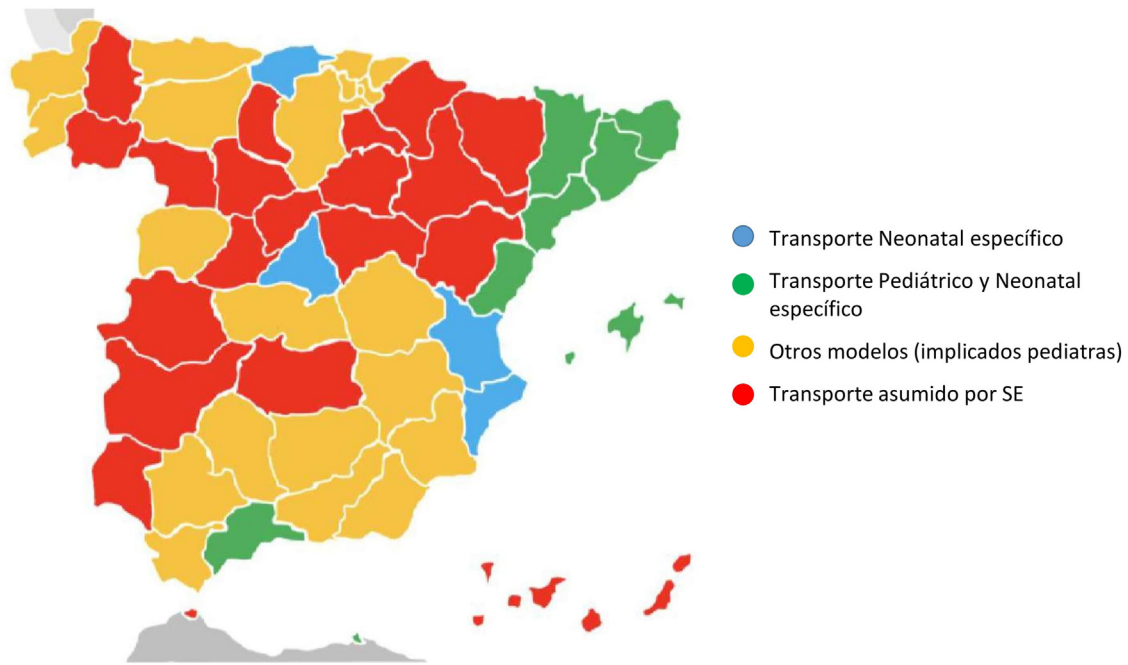 Transporte Neonatal específico
Transporte Pediátrico y Neonatal
específico
Otros modelos (implicados pediatras)
Transporte asumido por SE